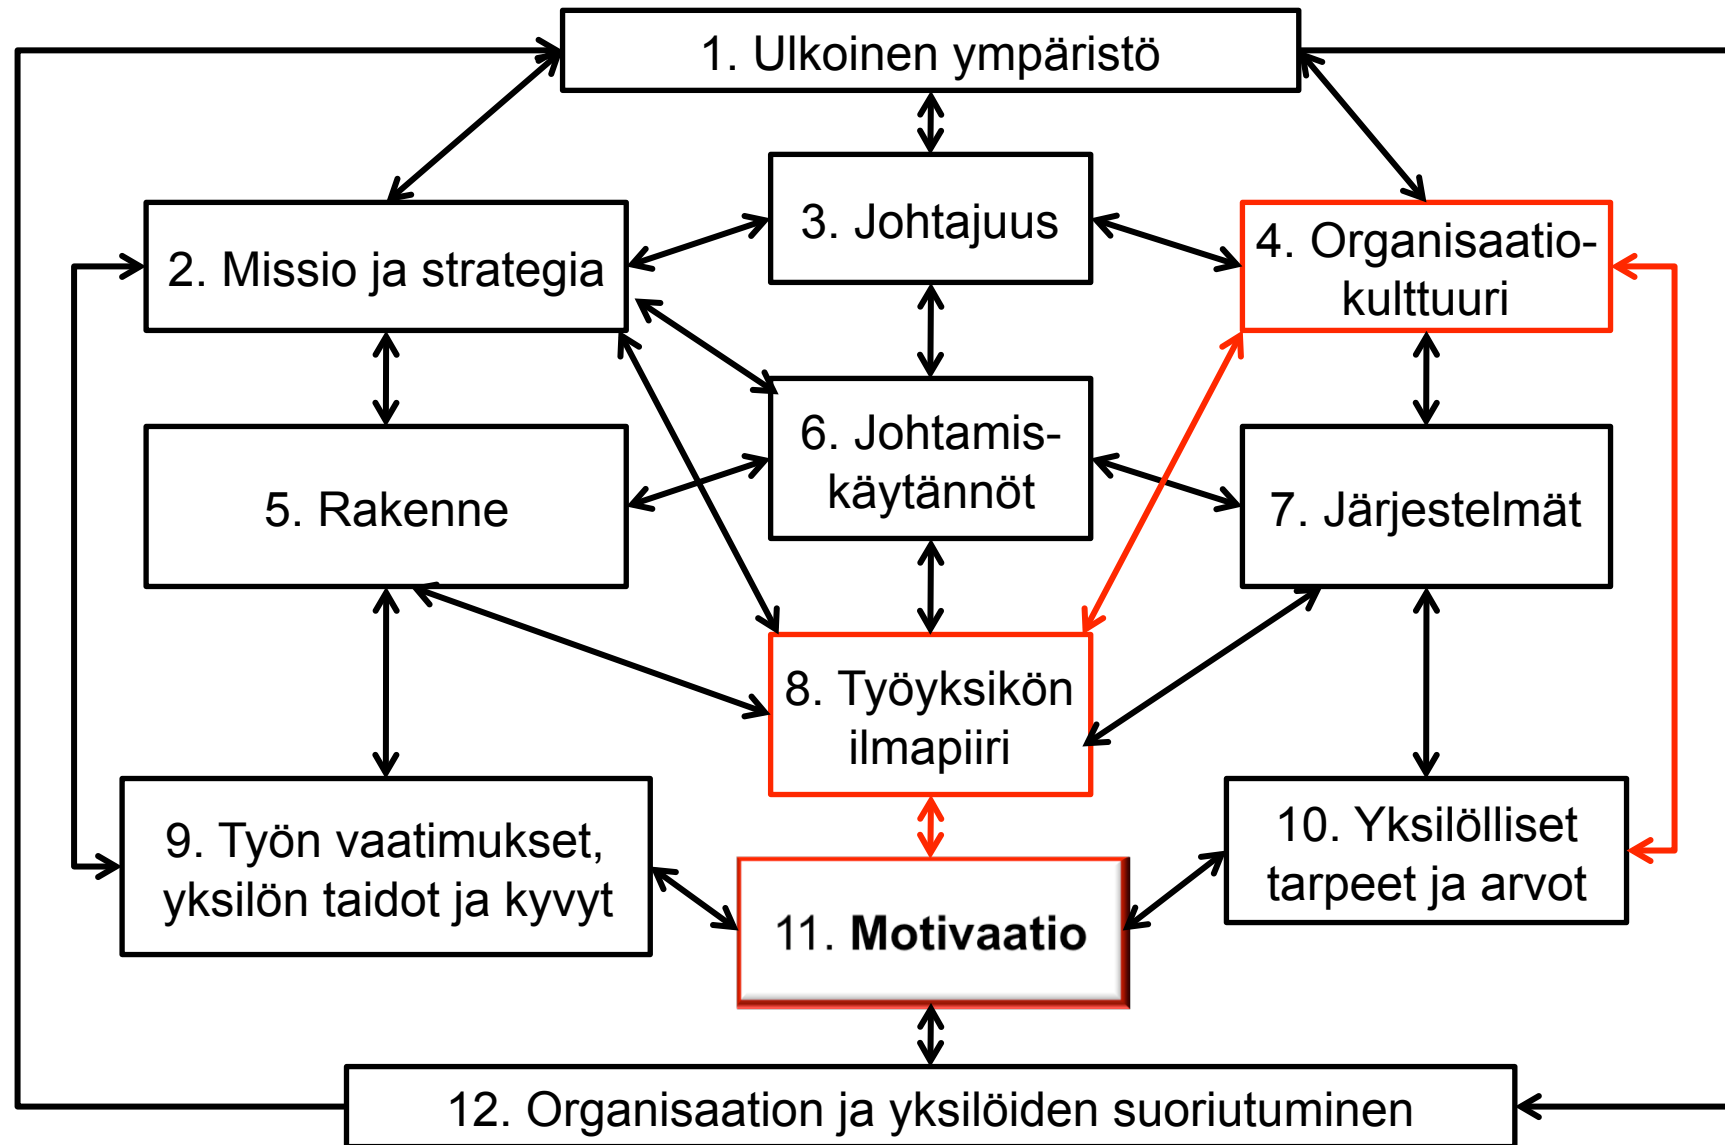 1. Ulkoinen ympäristö
3. Johtajuus
2. Missio ja strategia
4. Organisaatio-
kulttuuri
6. Johtamis-
käytännöt
5. Rakenne
7. Järjestelmät
8. Työyksikön
ilmapiiri
9. Työn vaatimukset,
yksilön taidot ja kyvyt
10. Yksilölliset
tarpeet ja arvot
11. Motivaatio
12. Organisaation ja yksilöiden suoriutuminen